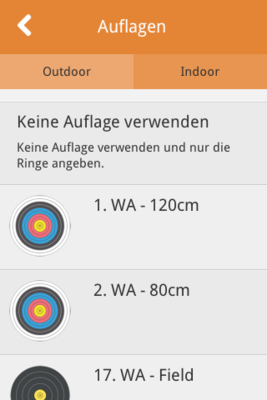 Auflagen
Outdoor
Indoor
Keine Auflage verwenden
Keine Auflage verwenden und nur die
Ringe angeben.
1. WA - 120cm
2. WA - 80cm
17. WA - Field